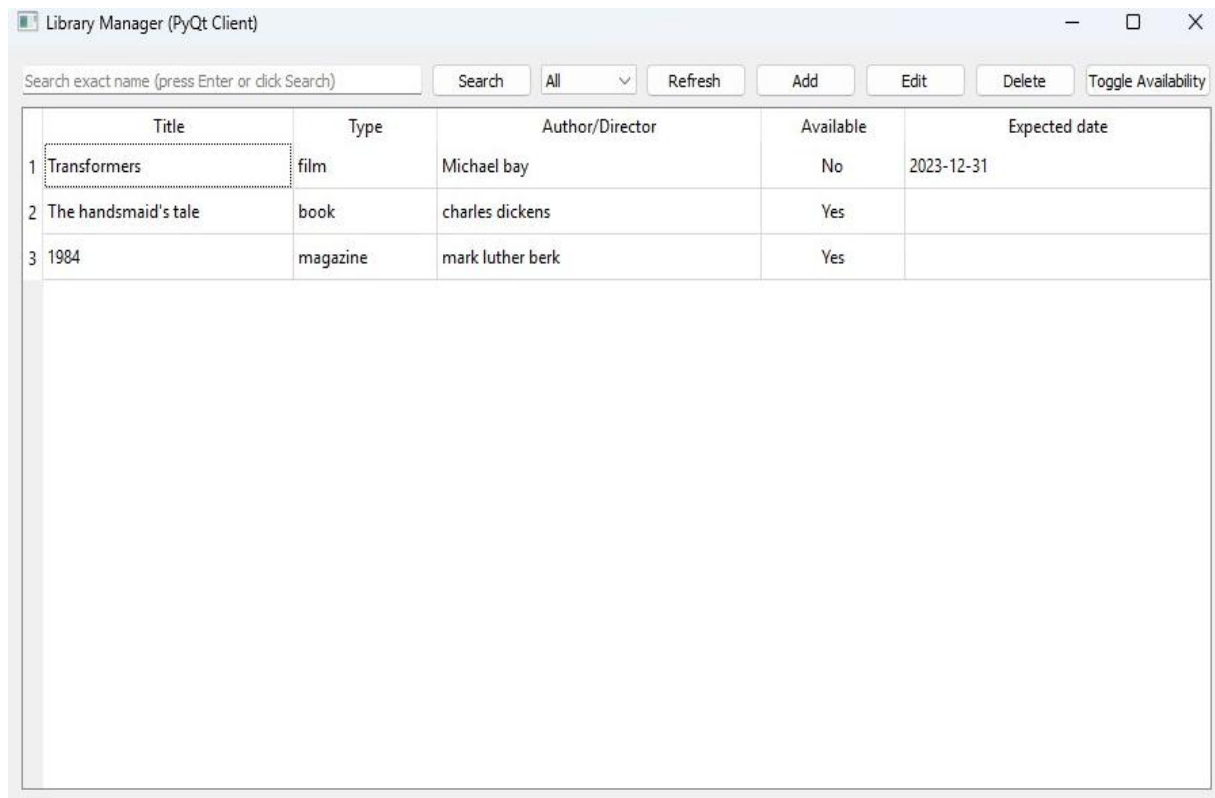 Library Manager (PyQt Client)
Search exact name (press Enter or click Search) Search All Refresh Add Edit Delete Toggle Availability
Title Type Author/Director Available Expected date
1 Transformers film Michael bay No 2023-12-31
2 The handsmaid's tale book charles dickens Yes
3 1984 magazine mark luther berk Yes